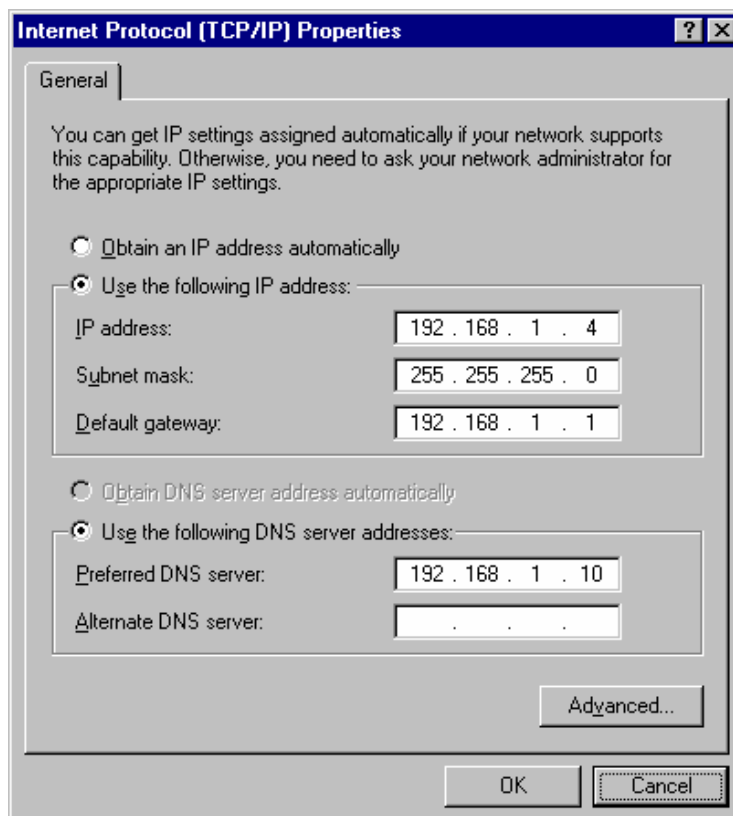 Internet Protocol (TCP/IP) Properties
General
You can get IP settings assigned automatically if your network supports
this capability. Otherwise, you need to ask your network administrator for
the appropriate IP settings.
Obtain an IP address automatically
Use the following IP address:
IP address: 192 . 168 . 1 . 4
Subnet mask: 255 . 255 . 255 . 0
Default gateway: 192 . 168 . 1 . 1
Obtain DNS server address automatically
Use the following DNS server addresses:
Preferred DNS server: 192 . 168 . 1 . 10
Alternate DNS server: . . .
Advanced...
OK Cancel